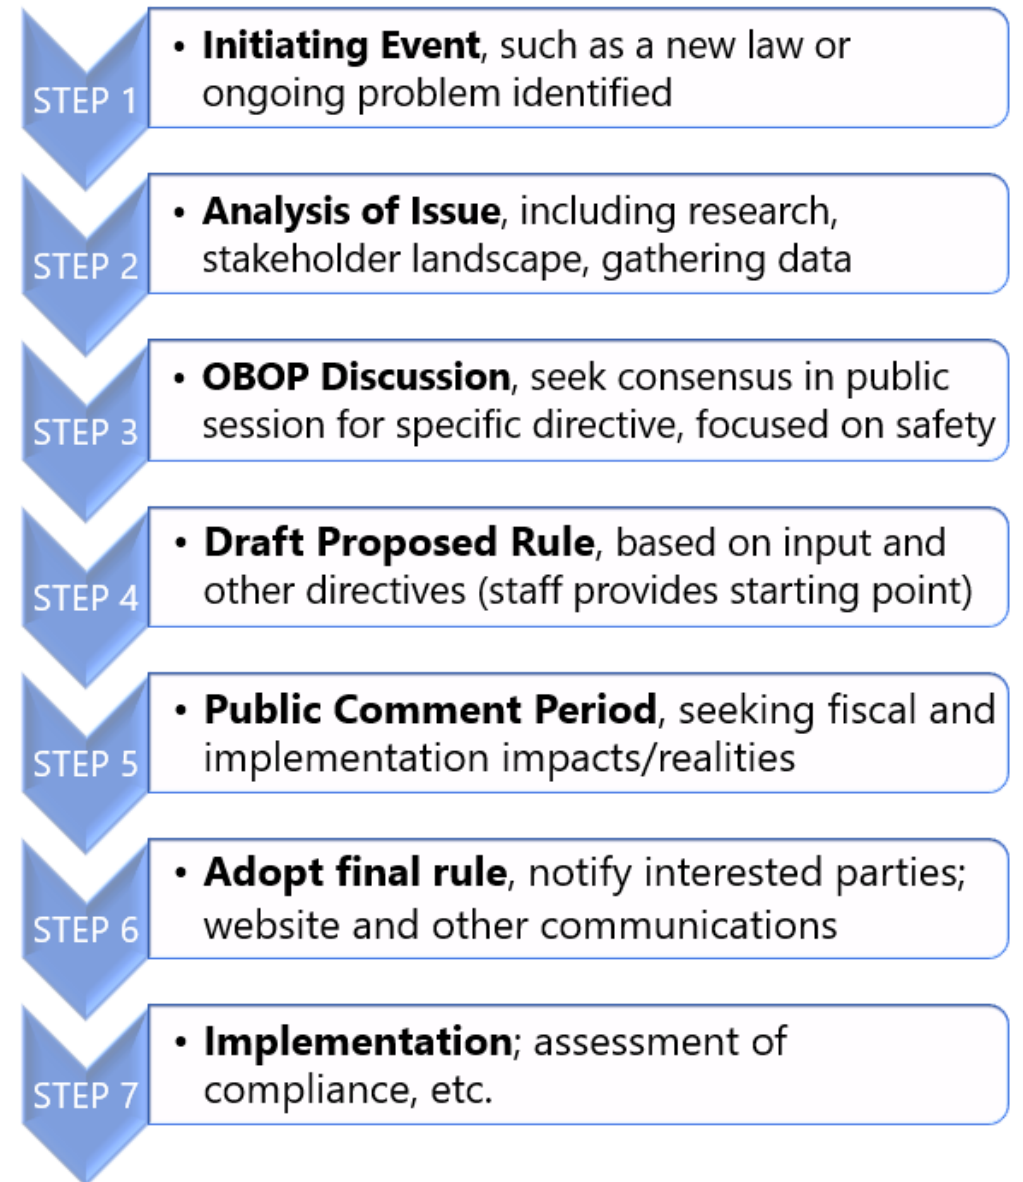 STEP 1
• Initiating Event, such as a new law or
ongoing problem identified
STEP 2
• Analysis of Issue, including research,
stakeholder landscape, gathering data
STEP 3
• OBOP Discussion, seek consensus in public
session for specific directive, focused on safety
STEP 4
• Draft Proposed Rule, based on input and
other directives (staff provides starting point)
STEP 5
• Public Comment Period, seeking fiscal and
implementation impacts/realities
STEP 6
• Adopt final rule, notify interested parties;
website and other communications
STEP 7
• Implementation; assessment of
compliance, etc.